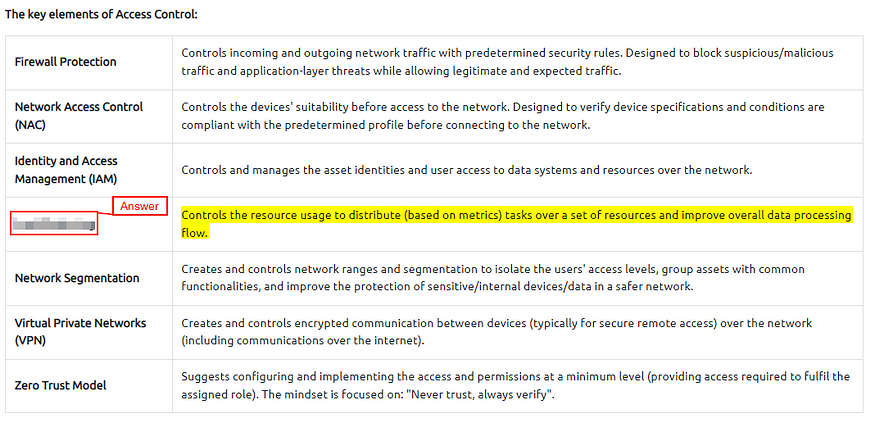 The key elements of Access Control:
Firewall Protection
Controls incoming and outgoing network traffic with predetermined security rules. Designed to block suspicious/malicious
traffic and application-layer threats while allowing legitimate and expected traffic.
Network Access Control
(NAC)
Controls the devices' suitability before access to the network. Designed to verify device specifications and conditions are
compliant with the predetermined profile before connecting to the network.
Identity and Access
Management (IAM)
Controls and manages the asset identities and user access to data systems and resources over the network.
Answer
Controls the resource usage to distribute (based on metrics) tasks over a set of resources and improve overall data processing
flow.
Network Segmentation
Creates and controls network ranges and segmentation to isolate the users' access levels, group assets with common
functionalities, and improve the protection of sensitive/internal devices/data in a safer network.
Virtual Private Networks
(VPN)
Creates and controls encrypted communication between devices (typically for secure remote access) over the network
(including communications over the internet).
Zero Trust Model
Suggests configuring and implementing the access and permissions at a minimum level (providing access required to fulfil the
assigned role). The mindset is focused on: "Never trust, always verify".